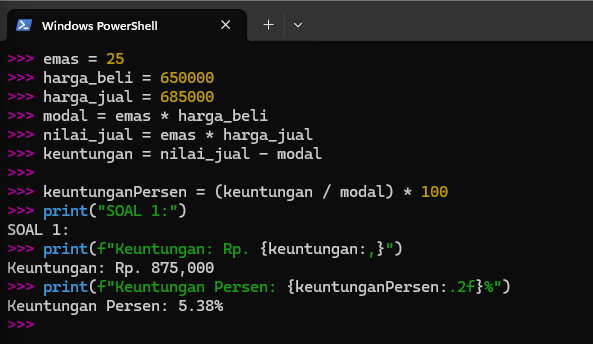 Windows PowerShell
>>> emas = 25
>>> harga_beli = 650000
>>> harga_jual = 685000
>>> modal = emas * harga_beli
>>> nilai_jual = emas * harga_jual
>>> keuntungan = nilai_jual - modal
>>>
>>> keuntunganPersen = (keuntungan / modal) * 100
>>> print("SOAL 1:")
SOAL 1:
>>> print(f"Keuntungan: Rp. {keuntungan:,}")
Keuntungan: Rp. 875,000
>>> print(f"Keuntungan Persen: {keuntunganPersen:.2f}%")
Keuntungan Persen: 5.38%
>>>